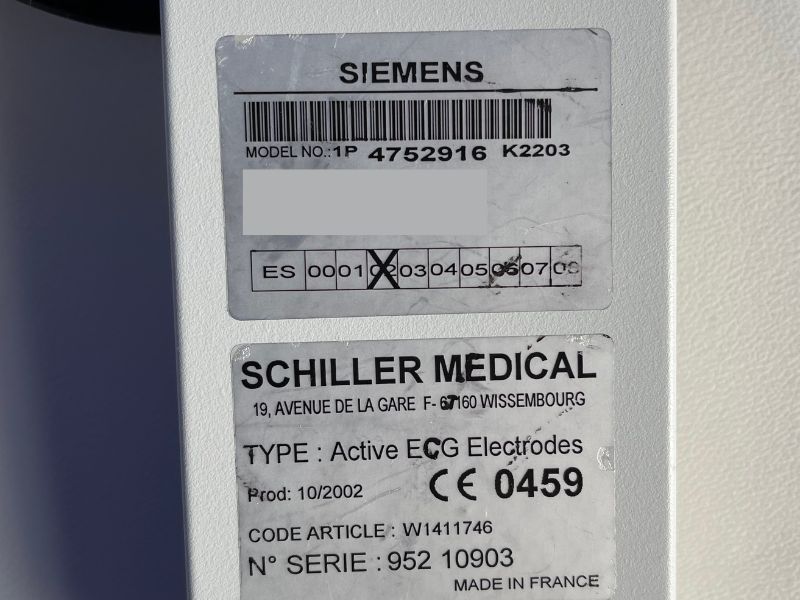 SIEMENS
MODEL NO.:1P 4752916 K2203
ES 00 01 02 03 04 05 06 07 08
SCHILLER MEDICAL
19, AVENUE DE LA GARE F-67160 WISSEMBOURG
TYPE : Active ECG Electrodes
Prod: 10/2002 CE 0459
CODE ARTICLE : W1411746
N° SERIE : 952 10903
MADE IN FRANCE